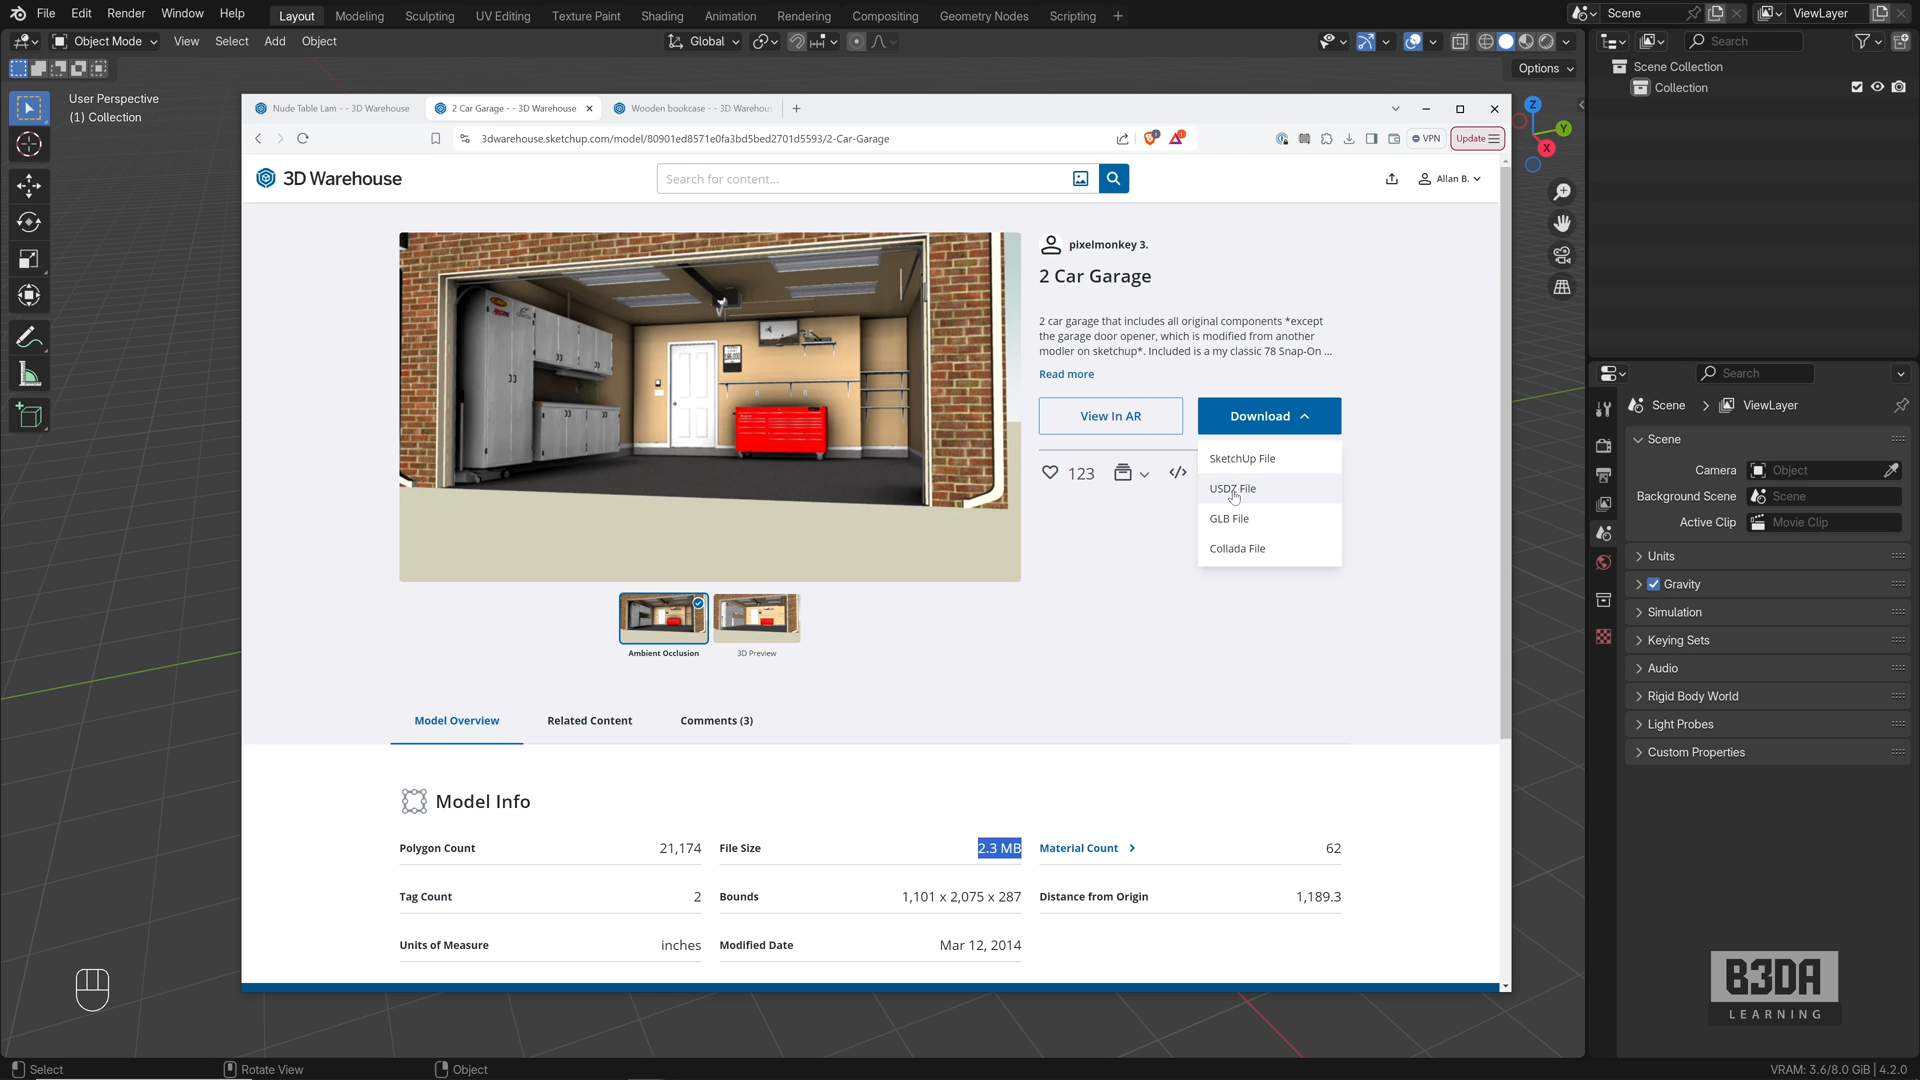 File Edit Render Window Help Layout Modeling Sculpting UV Editing Texture Paint Shading Animation Rendering Compositing Geometry Nodes Scripting + Scene ViewLayer
Object Mode View Select Add Object Global Search
Options
User Perspective
(1) Collection
Scene Collection
Collection
Nude Table Lam - - 3D Warehouse
2 Car Garage - - 3D Warehouse
Wooden bookcase - - 3D Warehou
3dwarehouse.sketchup.com/model/80901ed8571e0fa3bd5bed2701d5593/2-Car-Garage
VPN
Update
Z
Y
X
3D Warehouse
Search for content...
Allan B.
pixelmonkey 3.
2 Car Garage
2 car garage that includes all original components *except
the garage door opener, which is modified from another
modler on sketchup*. Included is a my classic 78 Snap-On ...
Read more
View In AR
Download
123
SketchUp File
USDZ File
GLB File
Collada File
Ambient Occlusion
3D Preview
Model Overview
Related Content
Comments (3)
Model Info
Polygon Count 21,174
File Size 2.3 MB
Material Count 62
Tag Count 2
Bounds 1,101 x 2,075 x 287
Distance from Origin 1,189.3
Units of Measure inches
Modified Date Mar 12, 2014
Search
Scene > ViewLayer
Scene
Camera Object
Background Scene Scene
Active Clip Movie Clip
Units
Gravity
Simulation
Keying Sets
Audio
Rigid Body World
Light Probes
Custom Properties
B3DA
LEARNING
Select
Rotate View
Object
VRAM: 3.6/8.0 GiB | 4.2.0